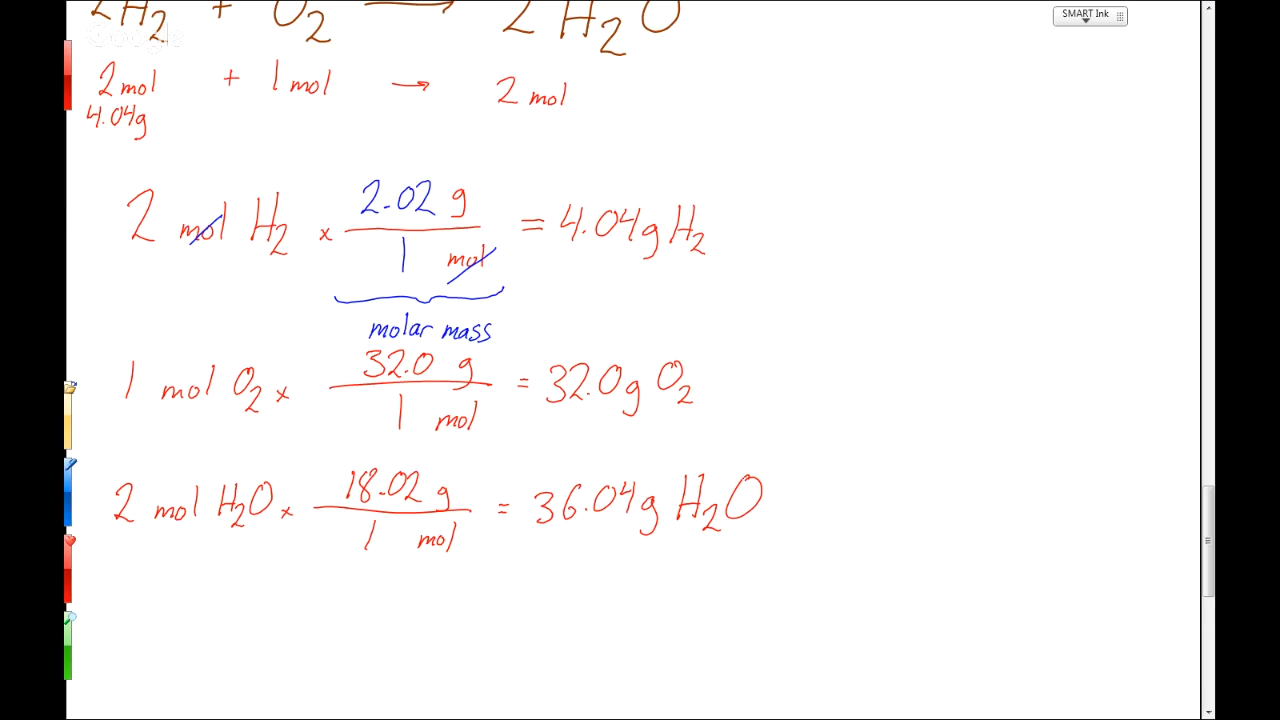 SMART Ink
2H₂ + O₂ → 2H₂O
Google
2 mol + 1 mol → 2 mol
4.04g
2 mol H₂ × 2.02 g / 1 mol = 4.04g H₂
molar mass
1 mol O₂ × 32.0 g / 1 mol = 32.0g O₂
2 mol H₂O × 18.02 g / 1 mol = 36.04g H₂O